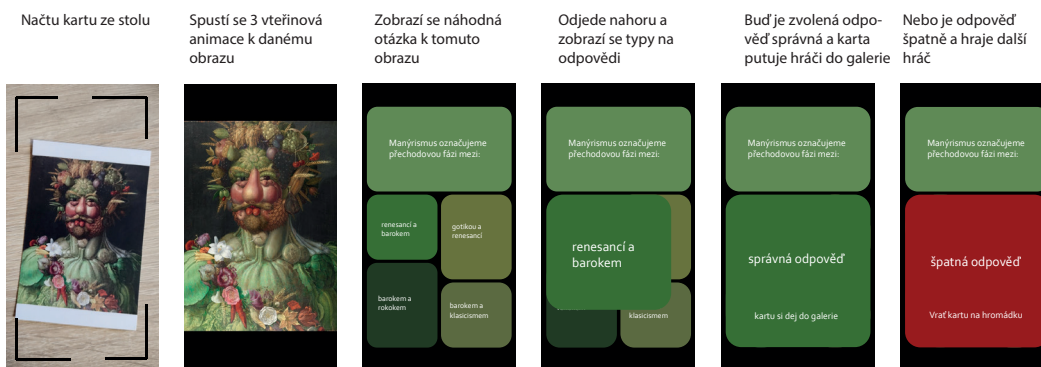 Načtu kartu ze stolu
Spustí se 3 vteřinová
animace k danému
obrazu
Zobrazí se náhodná
otázka k tomuto
obrazu
Odjede nahoru a
zobrazí se typy na
odpovědi
Buď je zvolená odpo-
věď správná a karta
putuje hráči do galerie
Nebo je odpověď
špatně a hraje další
hráč
Manýrismus označujeme
přechodovou fázi mezi:
renesancí a
barokem
gotikou a
renesancí
barokem a
rokokem
barokem a
klasicismem
Manýrismus označujeme
přechodovou fázi mezi:
renesancí a
barokem
klasicismem
Manýrismus označujeme
přechodovou fázi mezi:
správná odpověď
kartu si dej do galerie
Manýrismus označujeme
přechodovou fázi mezi:
špatná odpověď
Vrať kartu na hromádku